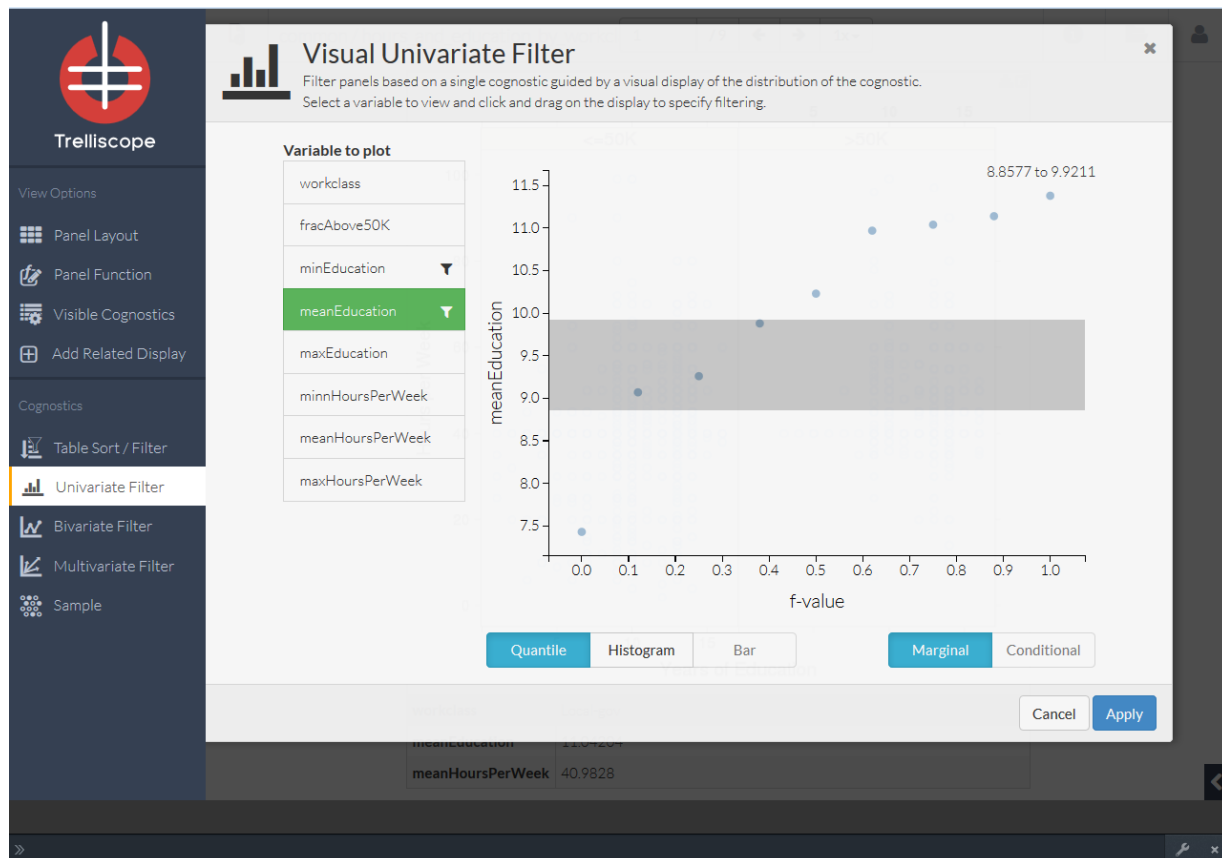 Trelliscope
View Options
Panel Layout
Panel Function
Visible Cognostics
Add Related Display
Cognostics
Table Sort / Filter
Univariate Filter
Bivariate Filter
Multivariate Filter
Sample
Visual Univariate Filter
Filter panels based on a single cognostic guided by a visual display of the distribution of the cognostic.
Select a variable to view and click and drag on the display to specify filtering.
Variable to plot
workclass
fracAbove50K
minEducation
meanEducation
maxEducation
minnHoursPerWeek
meanHoursPerWeek
maxHoursPerWeek
8.8577 to 9.9211
11.5
11.0
10.5
10.0
9.5
9.0
8.5
8.0
7.5
meanEducation
0.0 0.1 0.2 0.3 0.4 0.5 0.6 0.7 0.8 0.9 1.0
f-value
Quantile Histogram Bar
Marginal Conditional
Years of Education
Cancel Apply
meanEducation 11.04264
meanHoursPerWeek 40.9828